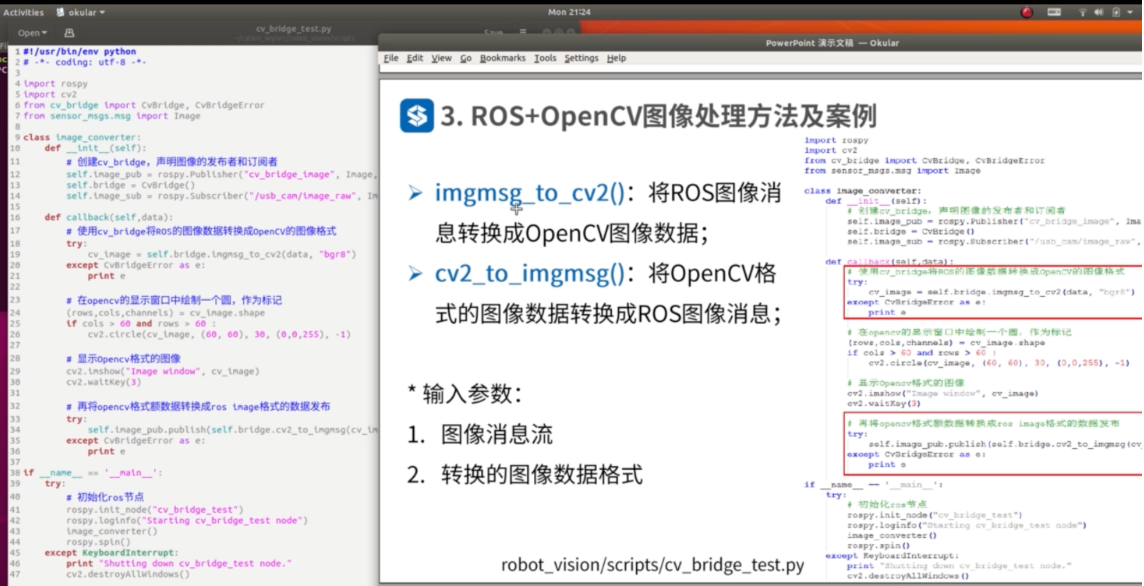 Activities okular Mon 21:24
Open cv_bridge_test.py
PowerPoint 演示文稿 — Okular
File Edit View Go Bookmarks Tools Settings Help
1 #!/usr/bin/env python
2 # -*- coding: utf-8 -*-
3
4 import rospy
5 import cv2
6 from cv_bridge import CvBridge, CvBridgeError
7 from sensor_msgs.msg import Image
8
9 class image_converter:
10 def __init__(self):
11 # 创建cv_bridge，声明图像的发布者和订阅者
12 self.image_pub = rospy.Publisher("cv_bridge_image", Image,
13 self.bridge = CvBridge()
14 self.image_sub = rospy.Subscriber("/usb_cam/image_raw", Im
15
16 def callback(self,data):
17 # 使用cv_bridge将ROS的图像数据转换成OpenCV的图像格式
18 try:
19 cv_image = self.bridge.imgmsg_to_cv2(data, "bgr8")
20 except CvBridgeError as e:
21 print e
22
23 # 在opencv的显示窗口中绘制一个圆，作为标记
24 (rows,cols,channels) = cv_image.shape
25 if cols > 60 and rows > 60 :
26 cv2.circle(cv_image, (60, 60), 30, (0,0,255), -1)
27
28 # 显示Opencv格式的图像
29 cv2.imshow("Image window", cv_image)
30 cv2.waitKey(3)
31
32 # 再将opencv格式额数据转换成ros image格式的数据发布
33 try:
34 self.image_pub.publish(self.bridge.cv2_to_imgmsg(cv_im
35 except CvBridgeError as e:
36 print e
37
38 if __name__ == '__main__':
39 try:
40 # 初始化ros节点
41 rospy.init_node("cv_bridge_test")
42 rospy.loginfo("Starting cv_bridge_test node")
43 image_converter()
44 rospy.spin()
45 except KeyboardInterrupt:
46 print "Shutting down cv_bridge_test node."
47 cv2.destroyAllWindows()
3. ROS+OpenCV图像处理方法及案例
➢ imgmsg_to_cv2()：将ROS图像消
息转换成OpenCV图像数据；
➢ cv2_to_imgmsg()：将OpenCV格
式的图像数据转换成ROS图像消息；
* 输入参数：
1. 图像消息流
2. 转换的图像数据格式
robot_vision/scripts/cv_bridge_test.py
import rospy
import cv2
from cv_bridge import CvBridge, CvBridgeError
from sensor_msgs.msg import Image
class image_converter:
def __init__(self):
# 创建cv_bridge，声明图像的发布者和订阅者
self.image_pub = rospy.Publisher("cv_bridge_image", Ima
self.bridge = CvBridge()
self.image_sub = rospy.Subscriber("/usb_cam/image_raw",
def callback(self,data):
# 使用cv_bridge将ROS的图像数据转换成OpenCV的图像格式
try:
cv_image = self.bridge.imgmsg_to_cv2(data, "bgr8")
except CvBridgeError as e:
print e
# 在opencv的显示窗口中绘制一个圆，作为标记
(rows,cols,channels) = cv_image.shape
if cols > 60 and rows > 60 :
cv2.circle(cv_image, (60, 60), 30, (0,0,255), -1)
# 显示Opencv格式的图像
cv2.imshow("Image window", cv_image)
cv2.waitKey(3)
# 再将opencv格式额数据转换成ros image格式的数据发布
try:
self.image_pub.publish(self.bridge.cv2_to_imgmsg(cv_
except CvBridgeError as e:
print e
if __name__ == '__main__':
try:
# 初始化ros节点
rospy.init_node("cv_bridge_test")
rospy.loginfo("Starting cv_bridge_test node")
image_converter()
rospy.spin()
except KeyboardInterrupt:
print "Shutting down cv_bridge_test node."
cv2.destroyAllWindows()